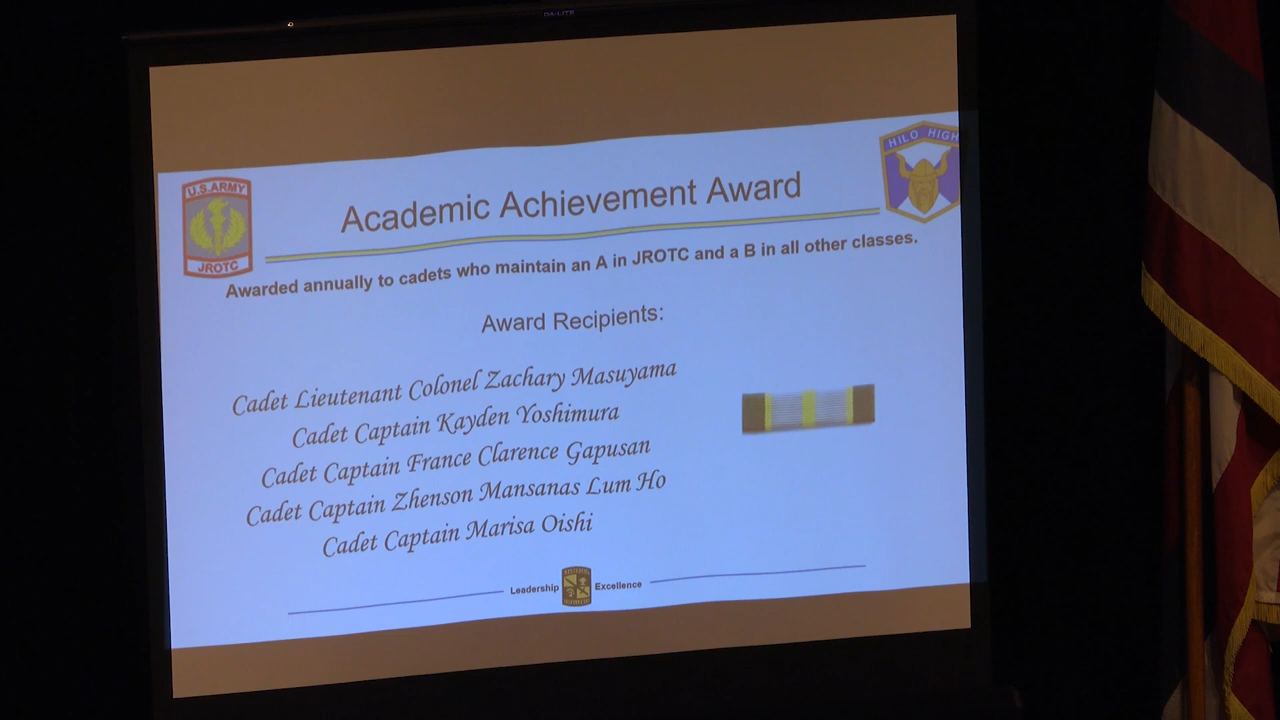 DA-LITE
HILO HIGH
U.S. ARMY
JROTC
Academic Achievement Award
Awarded annually to cadets who maintain an A in JROTC and a B in all other classes.
Award Recipients:
Cadet Lieutenant Colonel Zachary Masuyama
Cadet Captain Kayden Yoshimura
Cadet Captain France Clarence Gapusan
Cadet Captain Zhenson Mansanas Lum Ho
Cadet Captain Marisa Oishi
Leadership Excellence